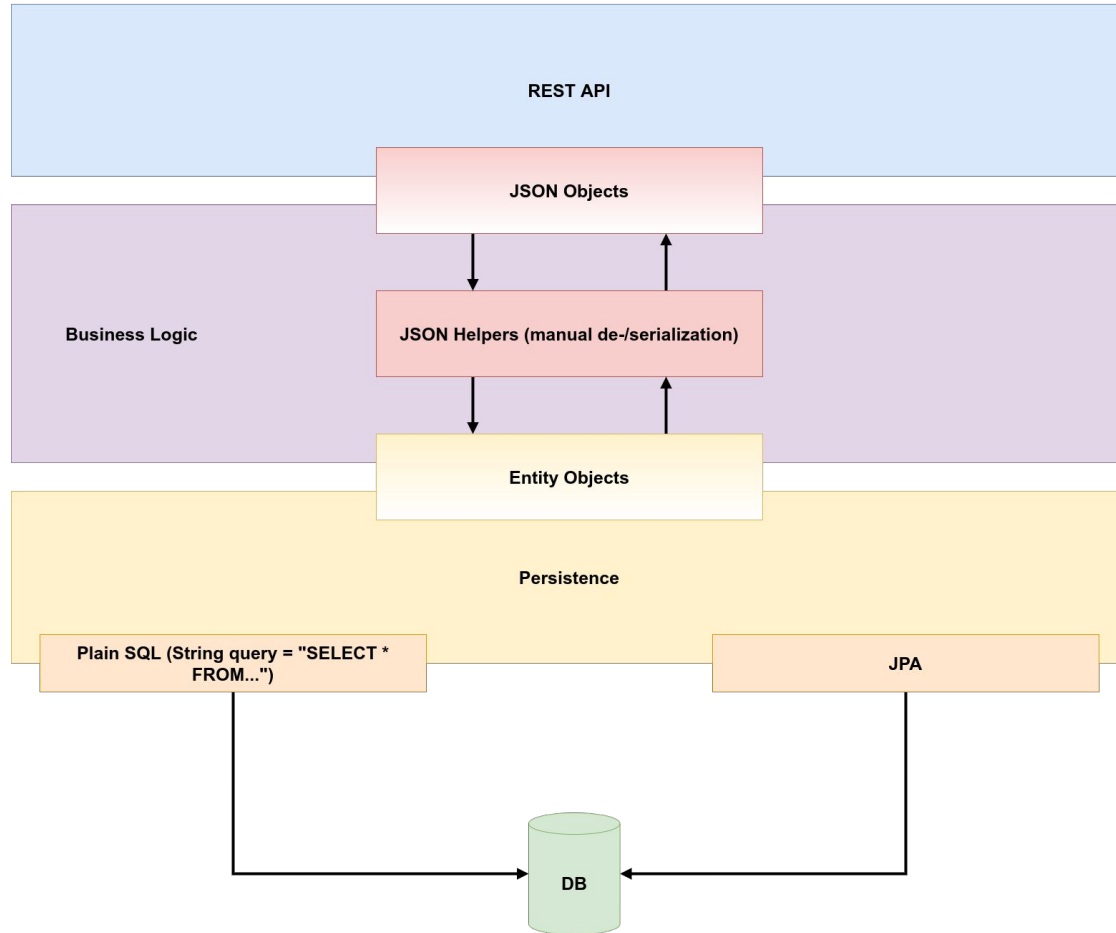 REST API
JSON Objects
Business Logic
JSON Helpers (manual de-/serialization)
Entity Objects
Persistence
Plain SQL (String query = "SELECT *
FROM...")
JPA
DB